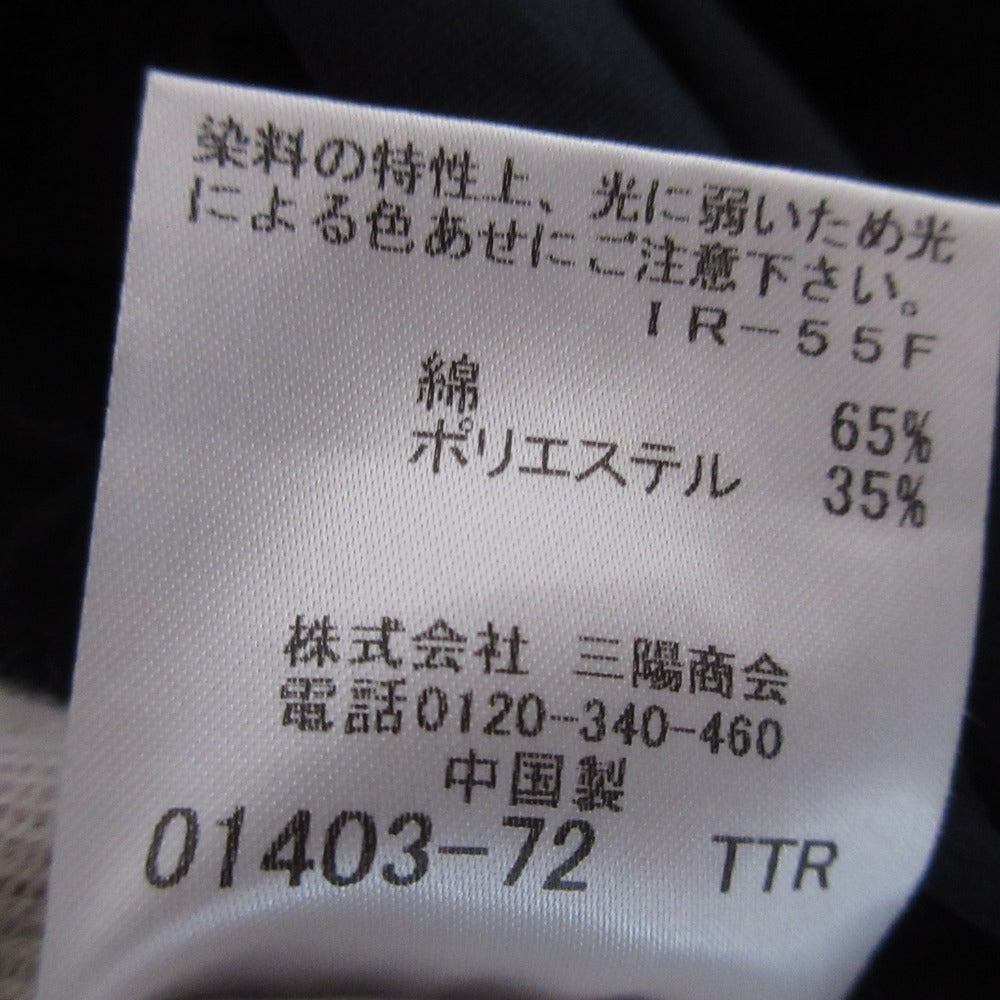 染料の特性上、光に弱いため光
による色あせにご注意下さい。
IR-55F
綿 65%
ポリエステル 35%
株式会社 三陽商会
電話0120-340-460
中国製
01403-72 TTR